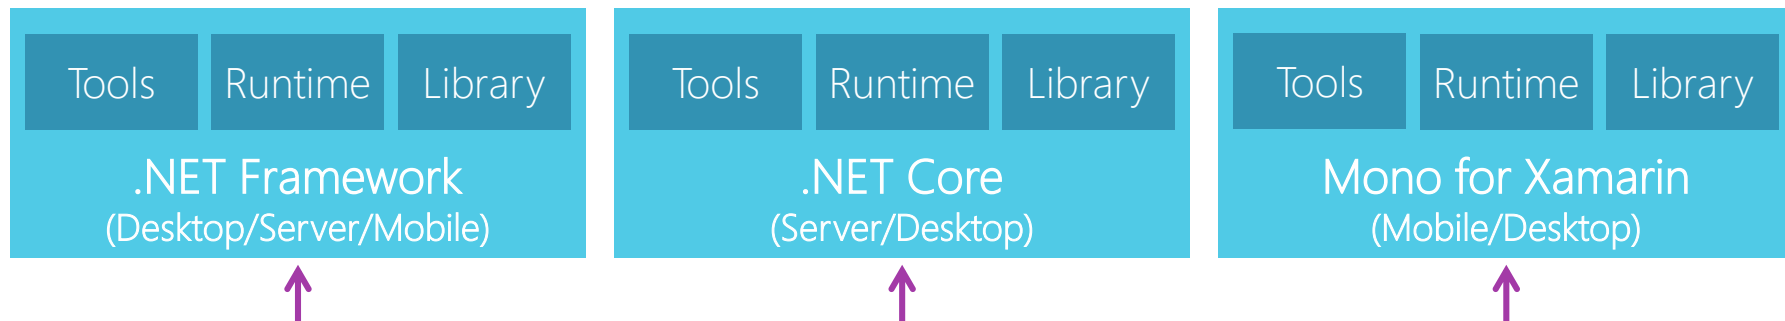 Tools Runtime Library
.NET Framework
(Desktop/Server/Mobile)
Tools Runtime Library
.NET Core
(Server/Desktop)
Tools Runtime Library
Mono for Xamarin
(Mobile/Desktop)